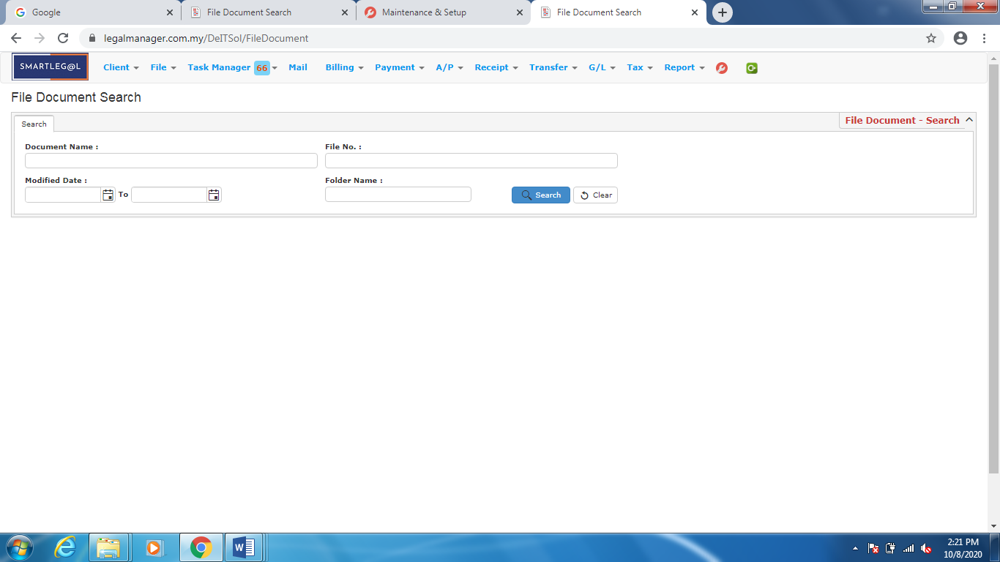 Google File Document Search Maintenance & Setup File Document Search
legalmanager.com.my/DeITSol/FileDocument
SMARTLEG@L Client File Task Manager 66 Mail Billing Payment A/P Receipt Transfer G/L Tax Report
File Document Search
Search File Document - Search
Document Name : File No. :
Modified Date : Folder Name :
To Search Clear
2:21 PM
10/8/2020